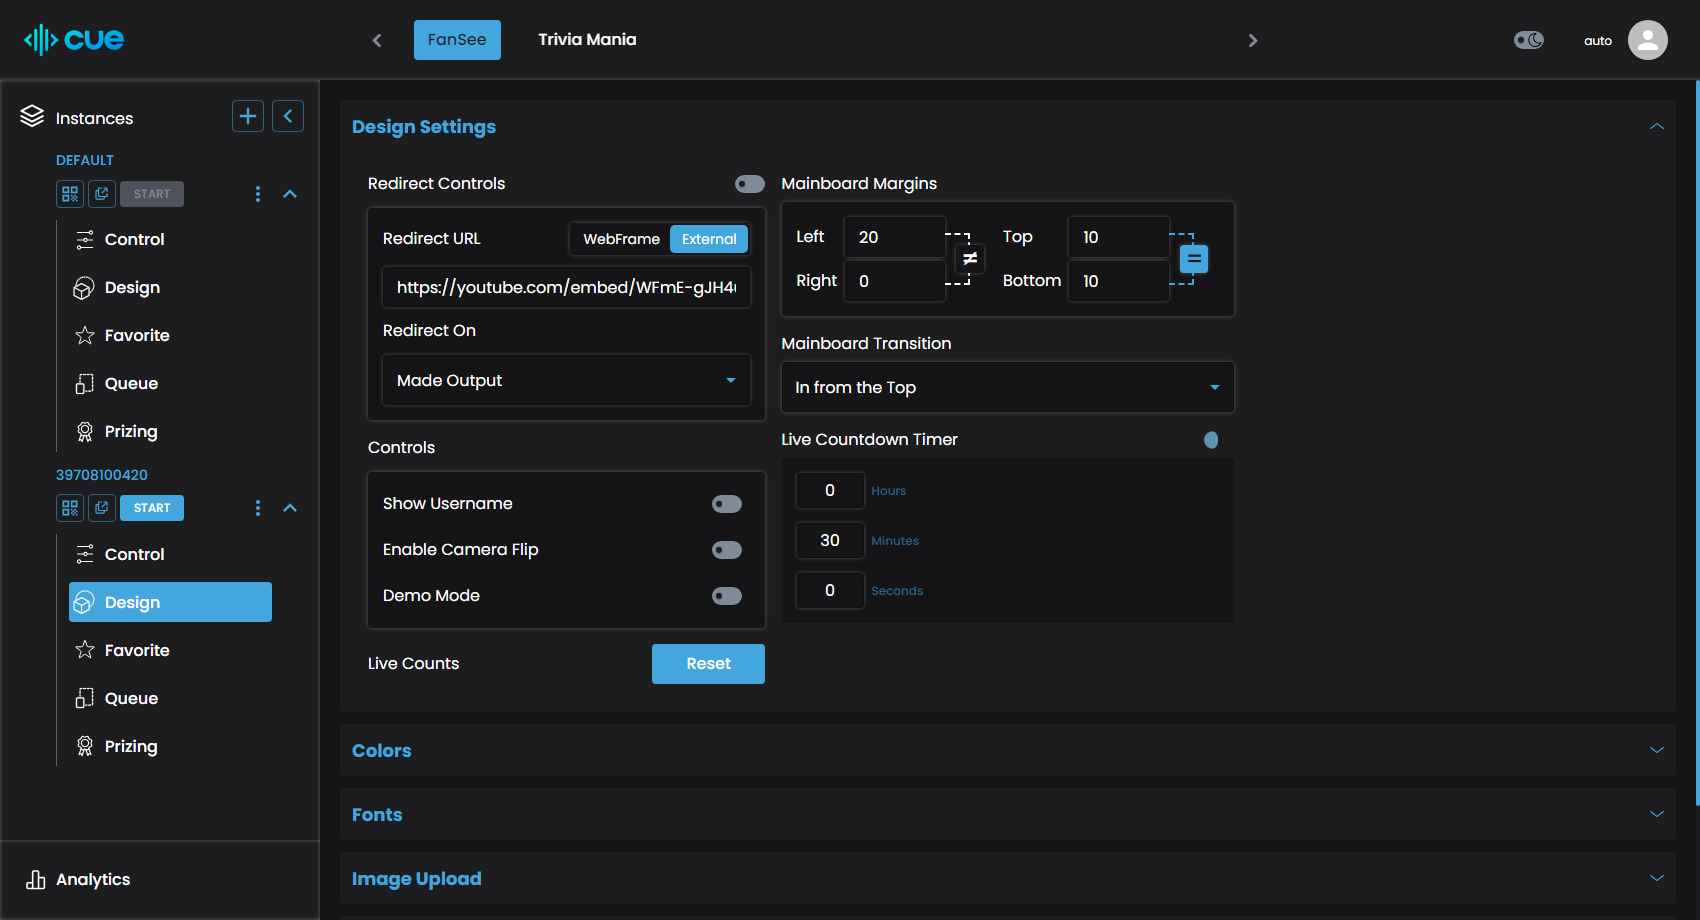 cue
FanSee
Trivia Mania
auto
Instances
DEFAULT
START
Control
Design
Favorite
Queue
Prizing
39708100420
START
Control
Design
Favorite
Queue
Prizing
Analytics
Design Settings
Redirect Controls
Redirect URL
WebFrame
External
https://youtube.com/embed/WFmE-gJH4
Redirect On
Made Output
Controls
Show Username
Enable Camera Flip
Demo Mode
Live Counts
Reset
Mainboard Margins
Left 20
Top 10
≠
=
Right 0
Bottom 10
Mainboard Transition
In from the Top
Live Countdown Timer
0 Hours
30 Minutes
0 Seconds
Colors
Fonts
Image Upload